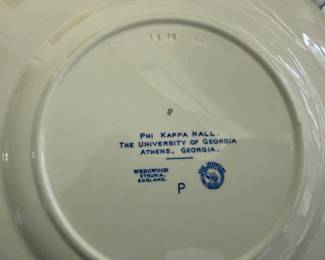 PHI KAPPA HALL.
THE UNIVERSITY OF GEORGIA
ATHENS, GEORGIA.
WEDGWOOD
ETRURIA,
ENGLAND.
P